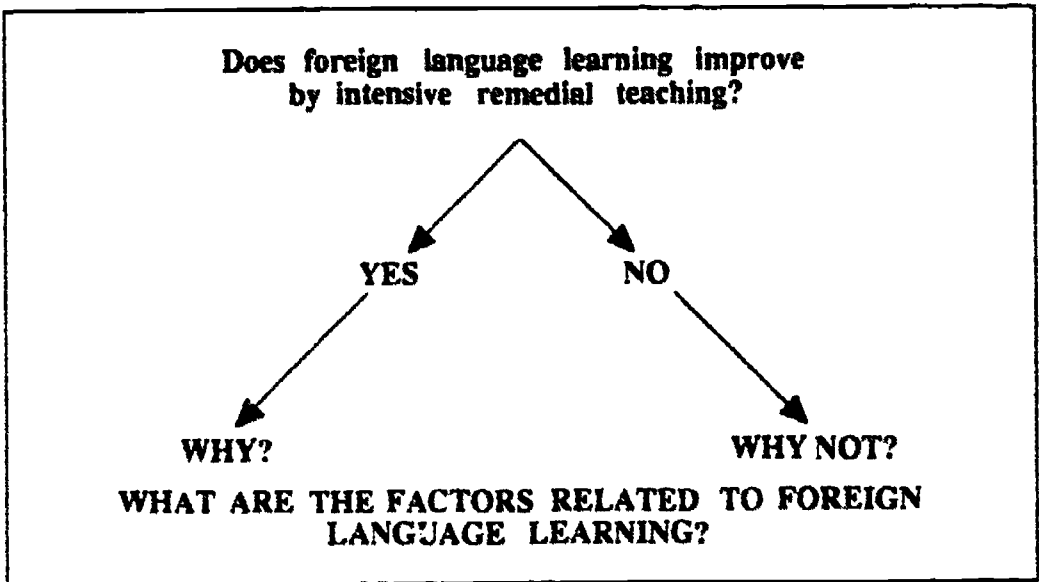 Does foreign language learning improve
by intensive remedial teaching?
YES
NO
WHY?
WHY NOT?
WHAT ARE THE FACTORS RELATED TO FOREIGN
LANGUAGE LEARNING?